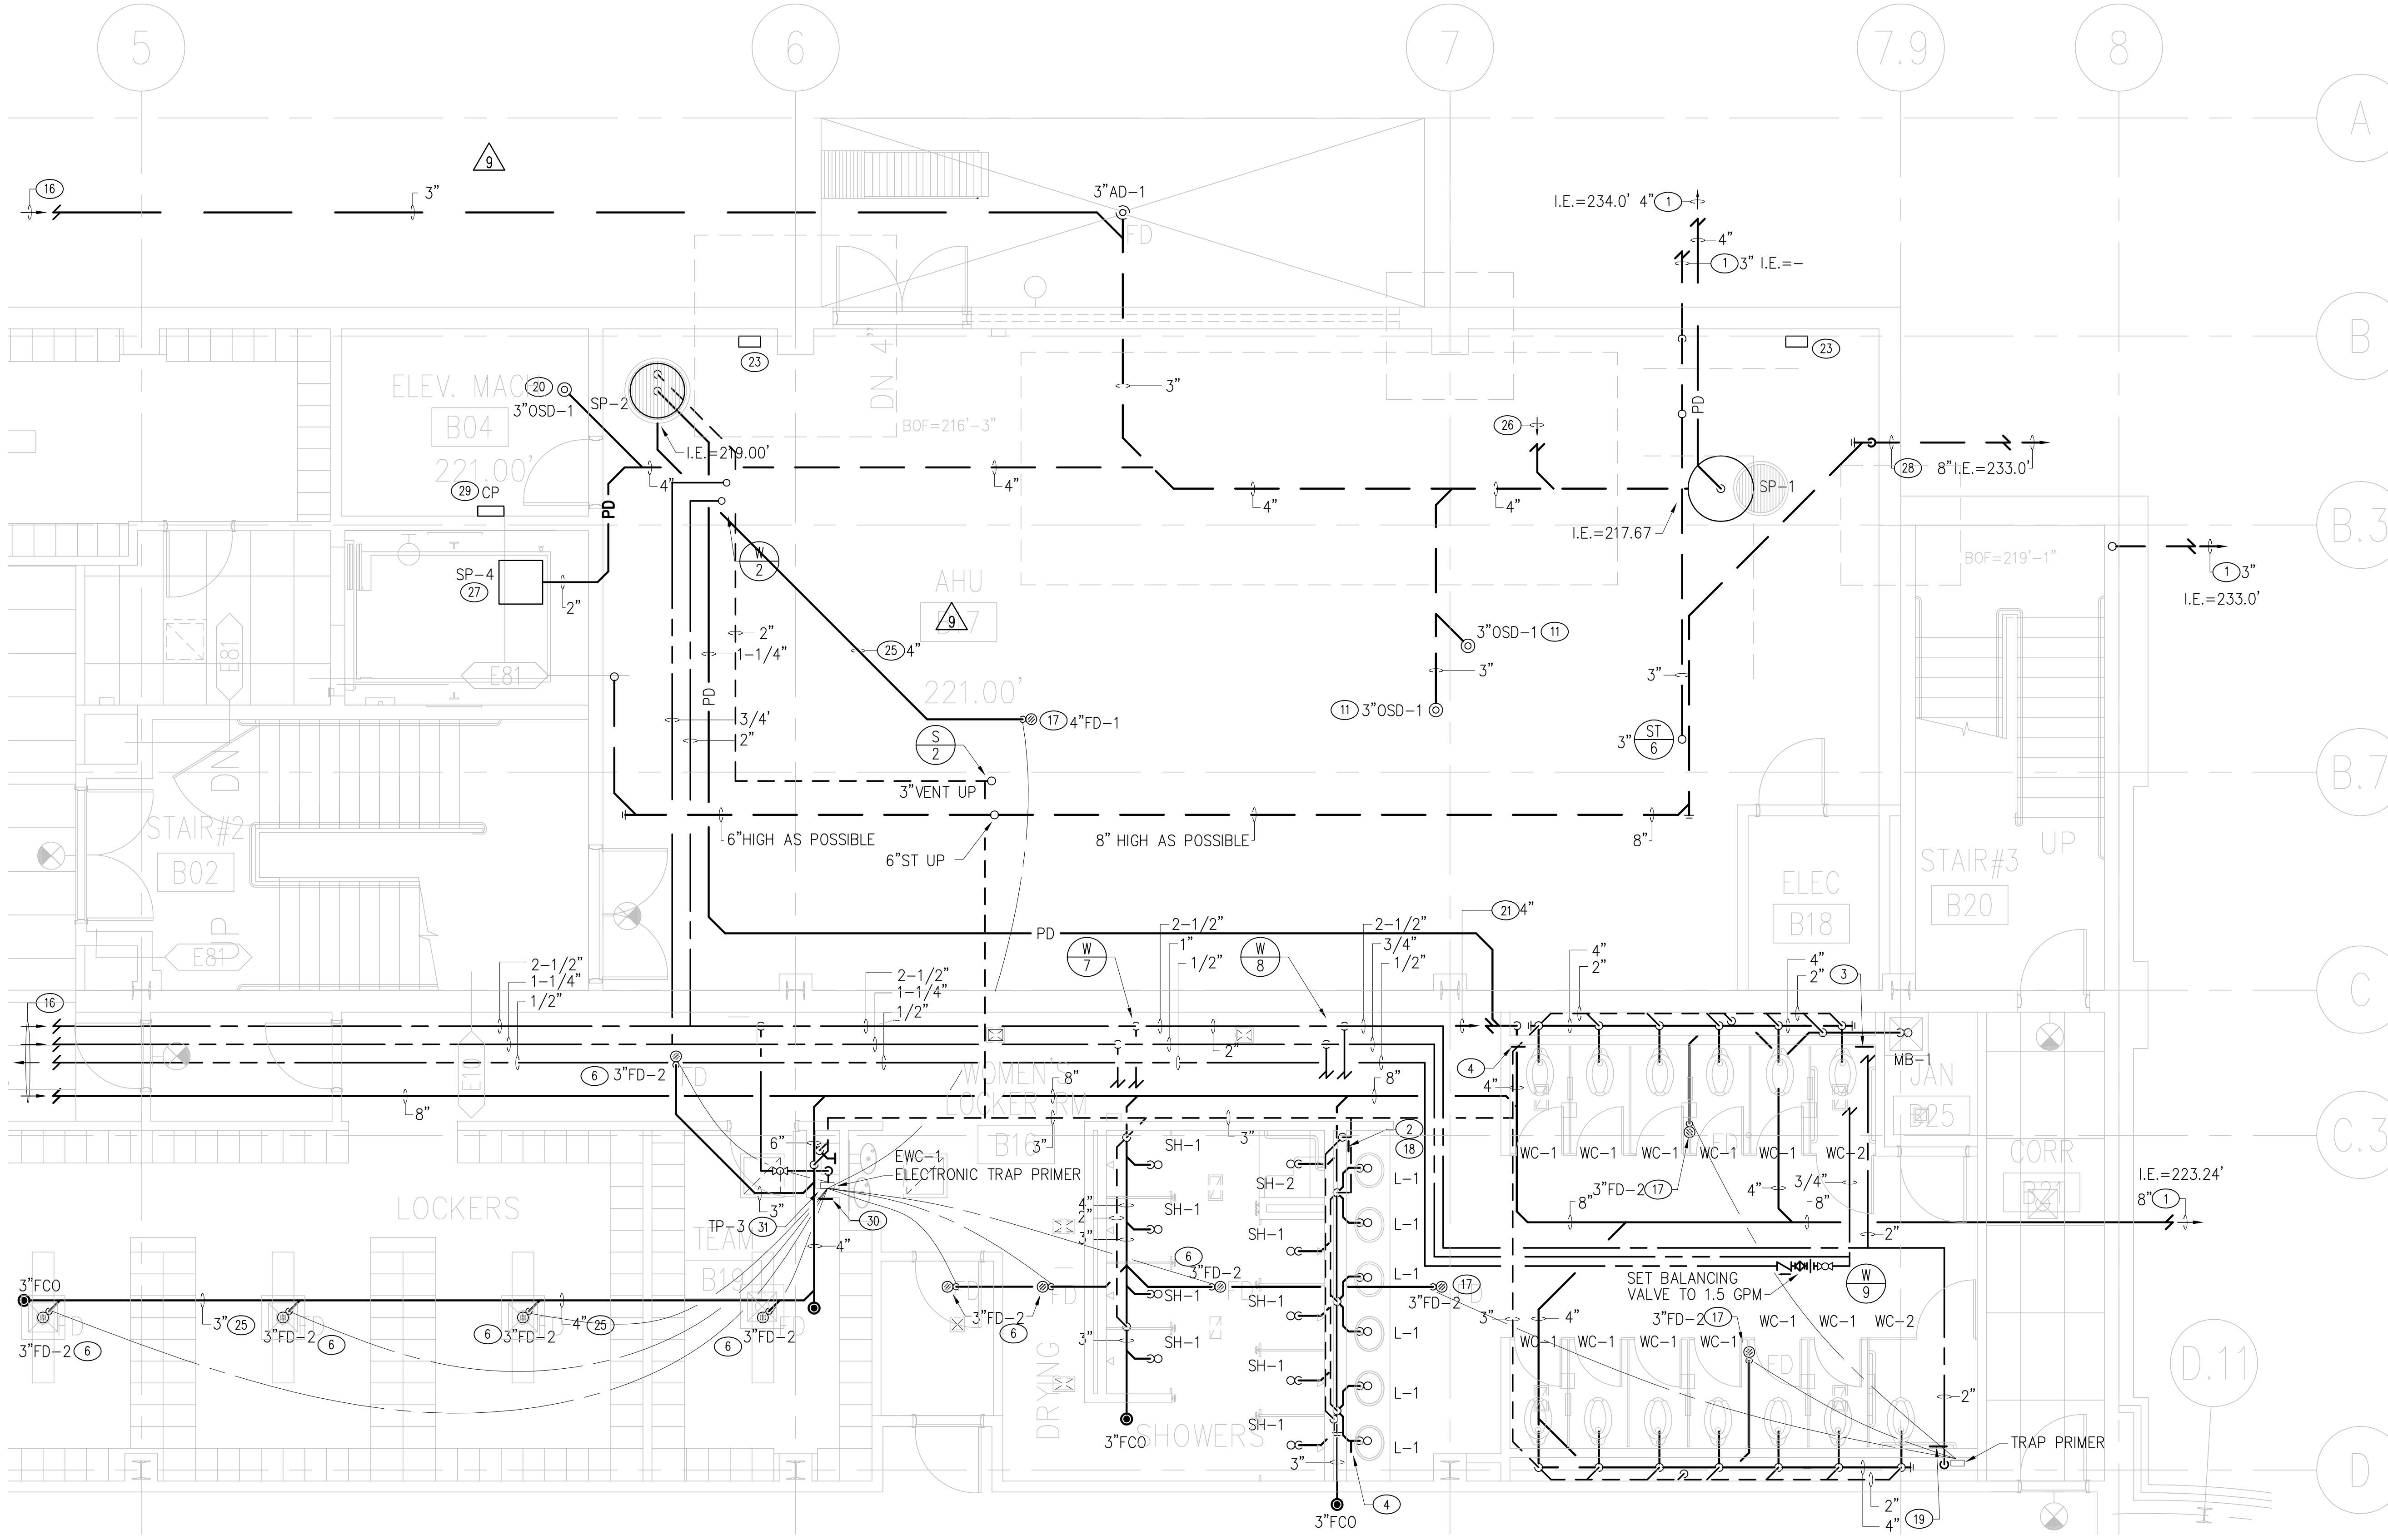 5
6
7
7.9
8
A
9
16
3"
3"AD-1
FD
I.E.=234.0' 4" 1
4"
1 3" I.E.=-
B
23
23
DN 4"
ELEV. MACH
B04
221.00'
20
3"OSD-1
SP-2
I.E.=219.00'
BOF=216'-3"
3"
PD
26
4"
4"
4"
4"
SP-1
28
8" I.E.=233.0'
29 CP
PD
I.E.=217.67
B.3
W
2
BOF=219'-1"
1 3"
I.E.=233.0'
SP-4
27
2"
AHU
9
2"
1-1/4"
25 4"
3"OSD-1 11
E81
E81
221.00'
PD
3"
3"
3/4'
2"
17 4"FD-1
11 3"OSD-1
S
2
3" ST
6
B.7
3"VENT UP
DN
STAIR#2
B02
6"HIGH AS POSSIBLE
6"ST UP
8" HIGH AS POSSIBLE
8"
UP
STAIR#3
B20
ELEC
B18
UP
E81
PD
21 4"
W
7
W
8
2-1/2"
1"
1/2"
2-1/2"
3/4"
1/2"
4"
2"
4"
2"
3
2-1/2"
1-1/4"
1/2"
2-1/2"
1-1/4"
1/2"
C
16
2"
MB-1
6 3"FD-2
FD
WOMEN'S
LOCKER RM
B16
8"
8"
4
4"
JAN
B25
E10
8"
6"
3"
3"
2
18
C.3
EWC-1
ELECTRONIC TRAP PRIMER
SH-1
SH-2
L-1
WC-1
WC-1
WC-1
FD
WC-1
WC-1
WC-2
CORR
B21
I.E.=223.24'
8" 1
LOCKERS
3"
TP-3 31
30
TEAM
B19
4"
4"
2"
3"
SH-1
SH-1
L-1
3"FD-2 17
4"
3/4"
8"
8"
2"
3"FCO
6
3"FD-2
FD
FD
FD
SH-1
SH-1
L-1
17
3"FD-2
SET BALANCING
VALVE TO 1.5 GPM
W
9
3"FD-2 6
3" 25
3"FD-2
6
6 3"FD-2
4" 25
6
3"FD-2
3"FD-2
6
3"
SH-1
SH-1
SH-1
L-1
L-1
3"
4"
3"FD-2 17
WC-1
WC-1
WC-1
WC-1
WC-1
WC-1
WC-2
FD
D.11
DRYING
SHOWERS
SH-1
3"FCO
L-1
2"
3"
4
3"FCO
TRAP PRIMER
D
2"
4"
19